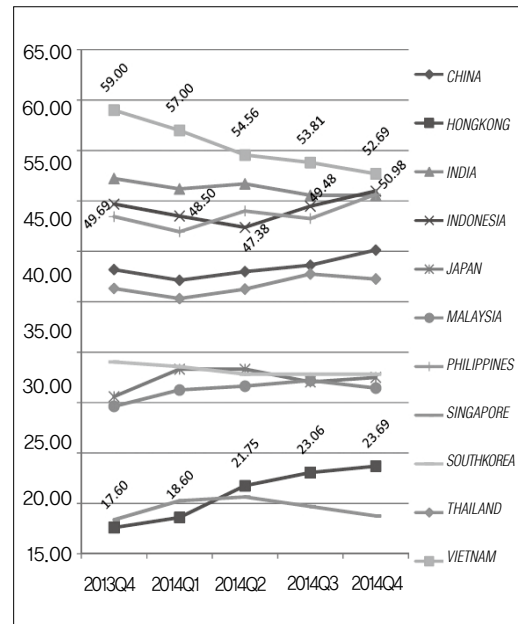 65.00
60.00
55.00
45.00
40.00
35.00
30.00
25.00
20.00
15.00
59.00
57.00
54.56
53.81
52.69
49.69
48.50
47.38
49.48
50.98
17.60
18.60
21.75
23.06
23.69
2013Q4 2014Q1 2014Q2 2014Q3 2014Q4
CHINA
HONGKONG
INDIA
INDONESIA
JAPAN
MALAYSIA
PHILIPPINES
SINGAPORE
SOUTHKOREA
THAILAND
VIETNAM